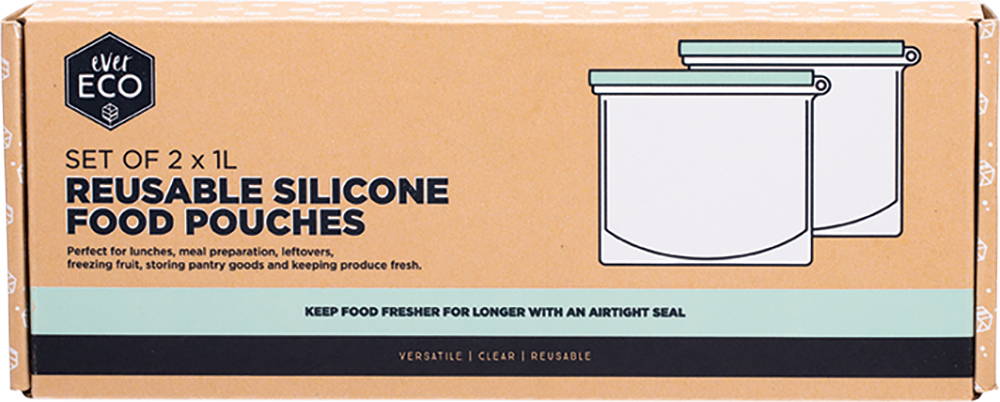 ever
ECO
SET OF 2 x 1L
REUSABLE SILICONE
FOOD POUCHES
Perfect for lunches, meal preparation, leftovers,
freezing fruit, storing pantry goods and keeping produce fresh.
KEEP FOOD FRESHER FOR LONGER WITH AN AIRTIGHT SEAL
VERSATILE | CLEAR | REUSABLE